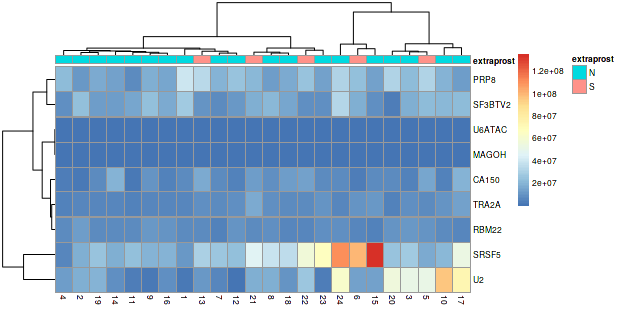 extraprost
extraprost
N
S
1.2e+08
1e+08
8e+07
6e+07
4e+07
2e+07
PRP8
SF3BTV2
U6ATAC
MAGOH
CA150
TRA2A
RBM22
SRSF5
U2
4 2 19 14 11 9 16 1 13 7 12 21 8 18 22 23 24 6 15 20 3 5 10 17